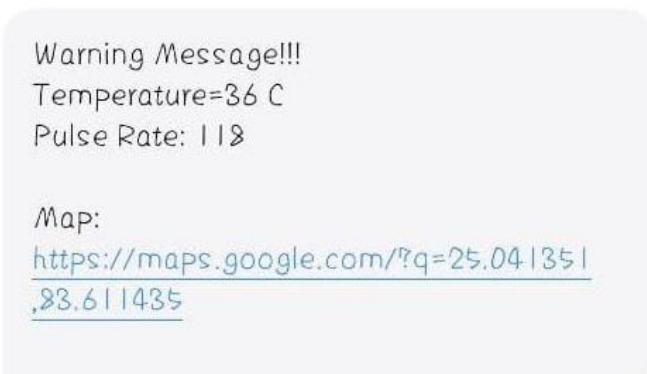 Warning Message!!!
Temperature=36 C
Pulse Rate: 118
Map:
https://maps.google.com/?q=25.041351
,83.611435